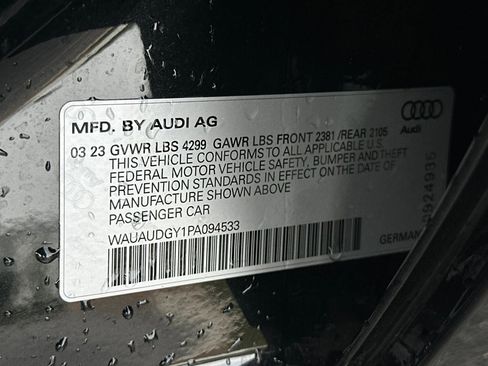 MFD. BY AUDI AG
03 23 GVWR LBS 4299 GAWR LBS FRONT 2381 /REAR 2105
THIS VEHICLE CONFORMS TO ALL APPLICABLE U.S.
FEDERAL MOTOR VEHICLE SAFETY, BUMPER AND THEFT
PREVENTION STANDARDS IN EFFECT ON THE DATE OF
MANUFACTURE SHOWN ABOVE
PASSENGER CAR
WAUAUDGY1PA094533
Audi
GERMAN